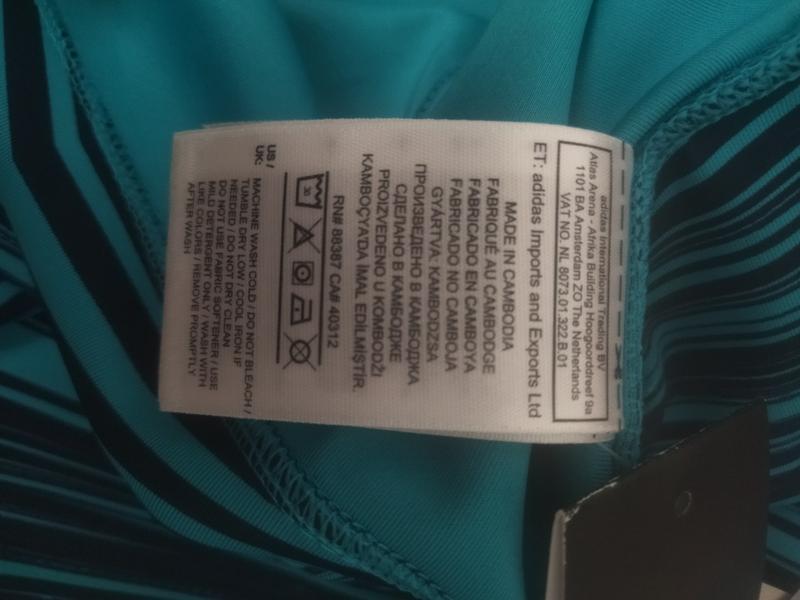 adidas International Trading BV
Atlas Arena - Afrika Building Hoogoorddreef 9a
1101 BA Amsterdam ZO The Netherlands
VAT NO. NL 8073.01.322.B.01
ET: adidas Imports and Exports Ltd
MADE IN CAMBODIA
FABRIQUÉ AU CAMBODGE
FABRICADO EN CAMBOYA
FABRICADO NO CAMBOJA
GYÁRTVA: KAMBODZSA
ПРОИЗВЕДЕНО В КАМБОДЖА
СДЕЛАНО В КАМБОДЖЕ
PROIZVEDENO U KOMBODŽI
KAMBOÇYA'DA İMAL EDİLMİŞTİR.
RN# 88387 CA# 40312
30
US / UK: MACHINE WASH COLD / DO NOT BLEACH /
TUMBLE DRY LOW / COOL IRON IF
NEEDED / DO NOT DRY CLEAN
DO NOT USE FABRIC SOFTENER / USE
MILD DETERGENT ONLY / WASH WITH
LIKE COLORS / REMOVE PROMPTLY
AFTER WASH